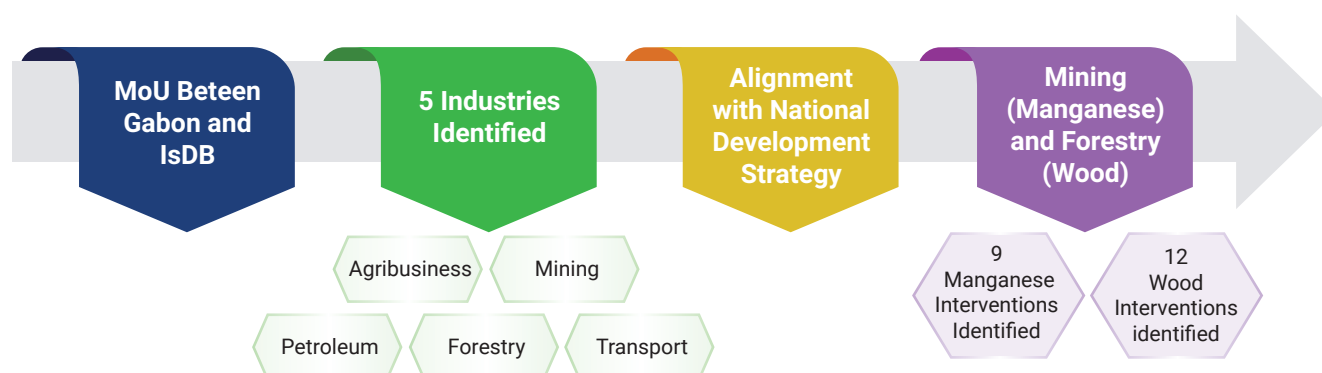 MoU Beteen
Gabon and
IsDB
5 Industries
Identified
Alignment
with National
Development
Strategy
Mining
(Manganese)
and Forestry
(Wood)
Agribusiness
Mining
Petroleum
Forestry
Transport
9
Manganese
Interventions
Identified
12
Wood
Interventions
identified